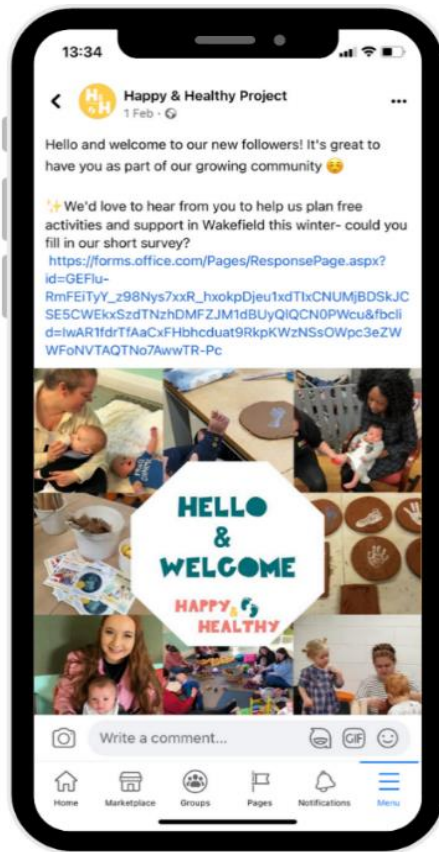 13:34
Happy & Healthy Project
1 Feb ·
Hello and welcome to our new followers! It's great to
have you as part of our growing community
We'd love to hear from you to help us plan free
activities and support in Wakefield this winter- could you
fill in our short survey?
https://forms.office.com/Pages/ResponsePage.aspx?
id=GEFlu-
RmFEiTyY_z98Nys7xxR_hxokpDjeu1xdTIxCNUMjBDSkJC
SE5CWEkxSzdTNzhDMFZJM1dBUyQlQCN0PWcu&fbcli
d=IwAR1fdrTfAaCxFHbhcduat9RkpKWzNSsOWpc3eZW
WFoNVTAQTNo7AwwTR-Pc
HELLO
&
WELCOME
HAPPY &
HEALTHY
Write a comment...
GIF
Home
Marketplace
Groups
Pages
Notifications
Menu